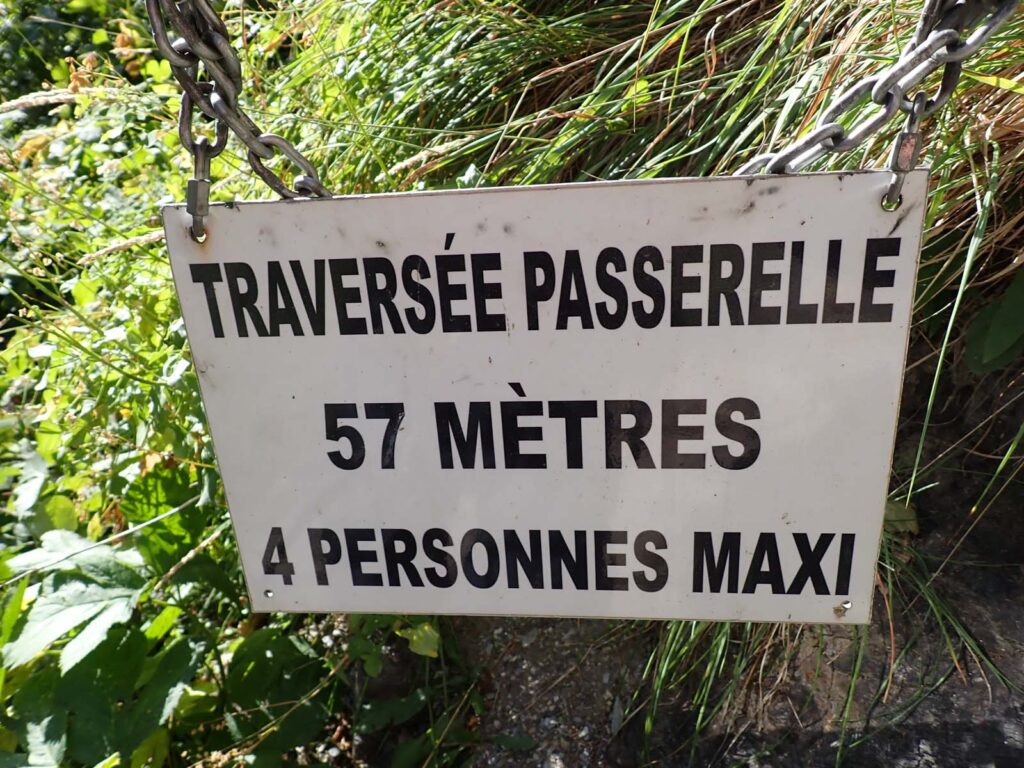 TRAVERSÉE PASSERELLE
57 MÈTRES
4 PERSONNES MAXI